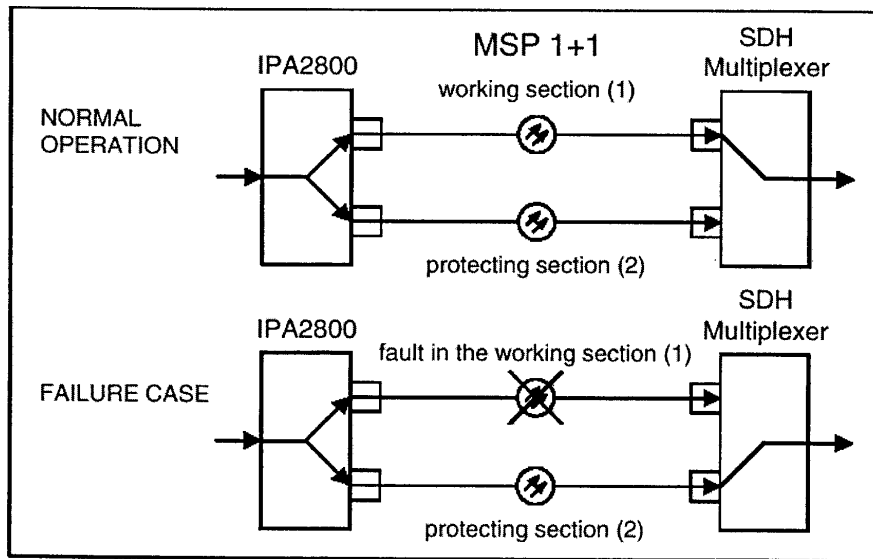 MSP 1+1
IPA2800
SDH
Multiplexer
working section (1)
NORMAL
OPERATION
protecting section (2)
IPA2800
SDH
Multiplexer
fault in the working section (1)
FAILURE CASE
protecting section (2)